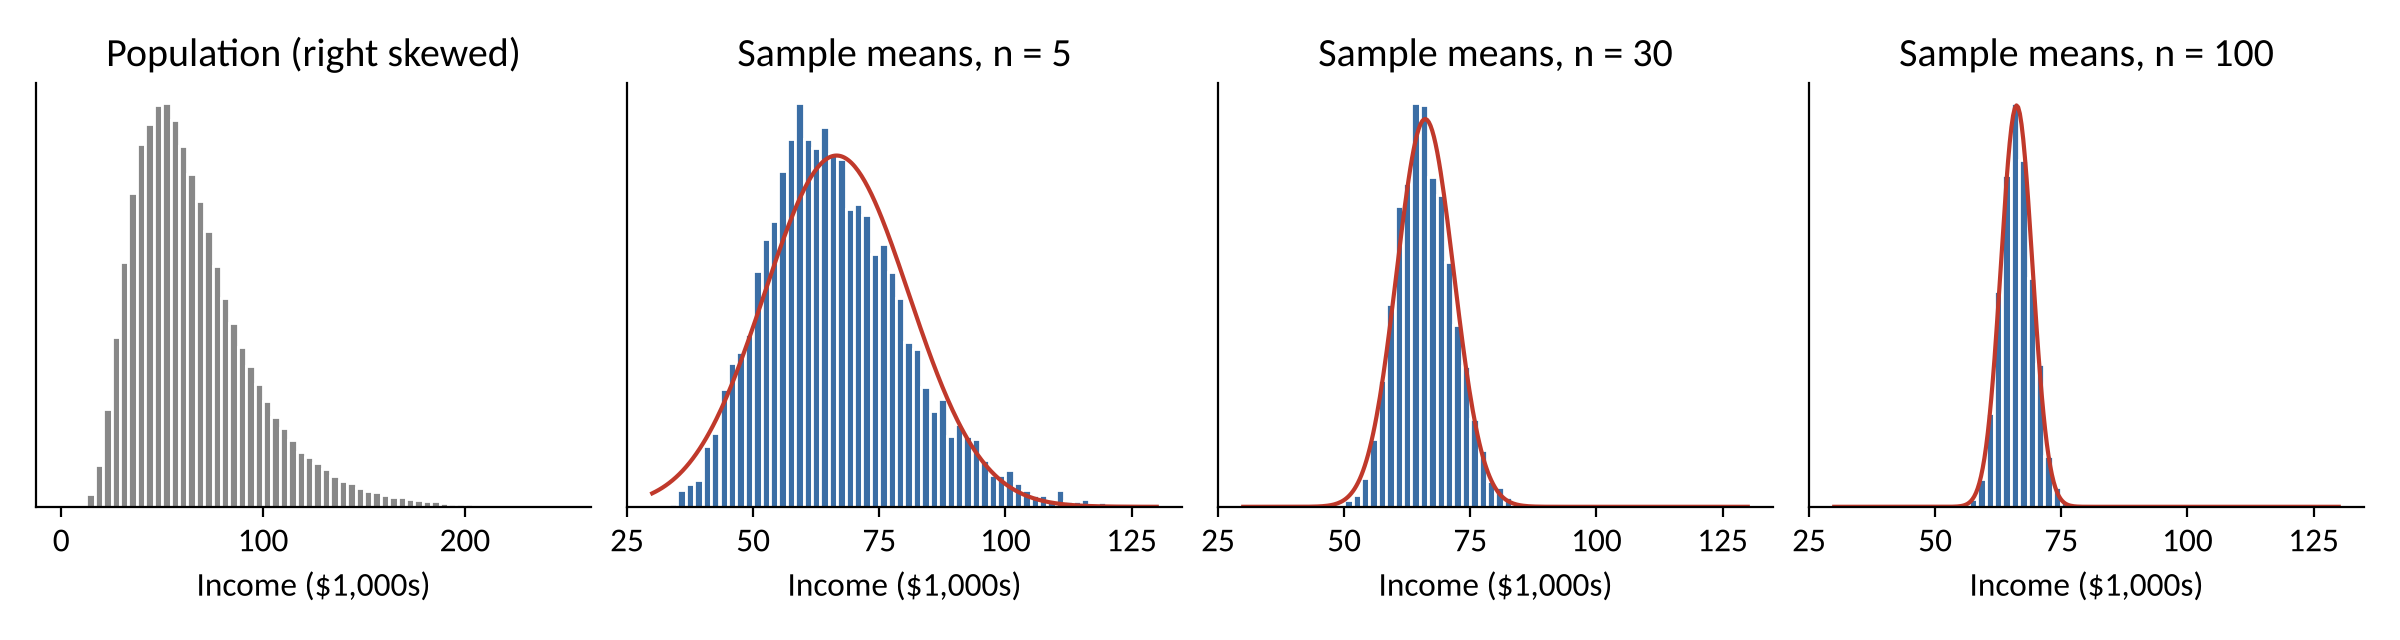 Population (right skewed)
Sample means, n = 5
Sample means, n = 30
Sample means, n = 100
0 100 200
25 50 75 100 125
25 50 75 100 125
25 50 75 100 125
Income ($1,000s)
Income ($1,000s)
Income ($1,000s)
Income ($1,000s)